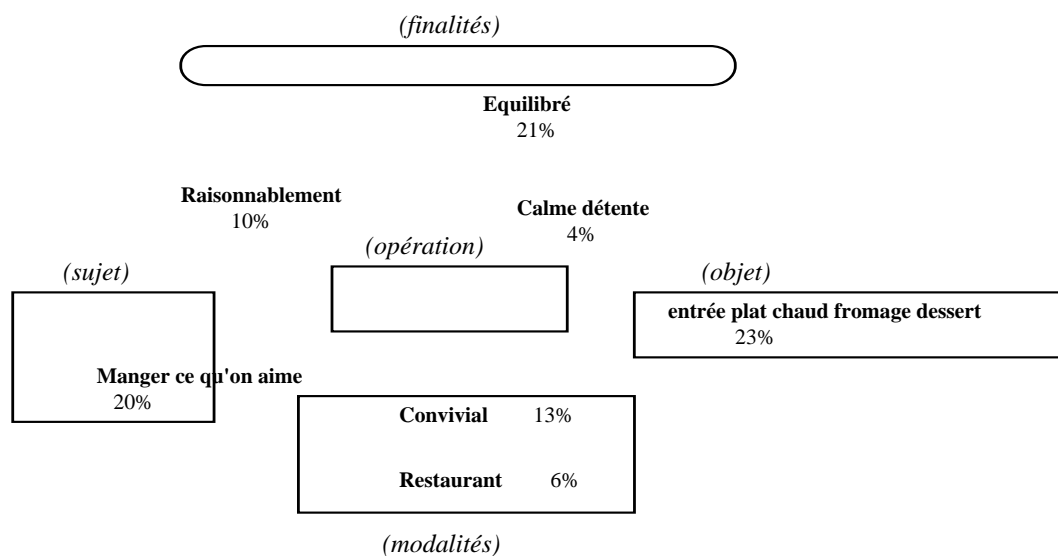 (finalités)
Equilibré
21%
Raisonnablement
10%
Calme détente
4%
(opération)
(sujet)
(objet)
entrée plat chaud fromage dessert
23%
Manger ce qu'on aime
20%
Convivial 13%
Restaurant 6%
(modalités)